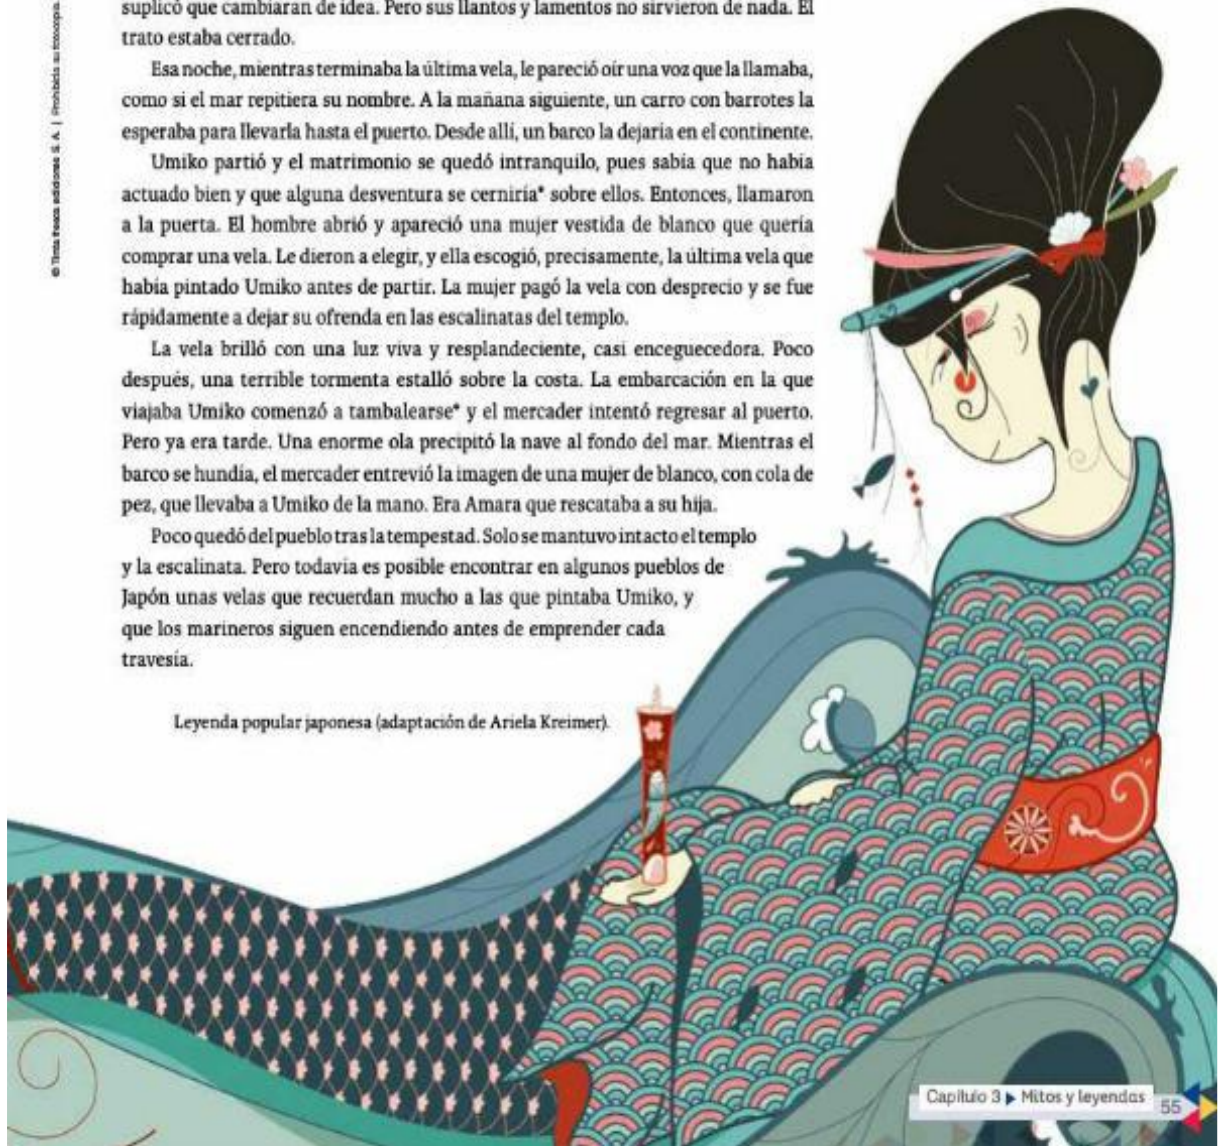 suplicó que cambiaran de idea. Pero sus llantos y lamentos no sirvieron de nada. El
trato estaba cerrado.
Esa noche, mientras terminaba la última vela, le pareció oír una voz que la llamaba,
como si el mar repitiera su nombre. A la mañana siguiente, un carro con barrotes la
esperaba para llevarla hasta el puerto. Desde allí, un barco la dejaría en el continente.
Umiko partió y el matrimonio se quedó intranquilo, pues sabía que no había
actuado bien y que alguna desventura se cerniría* sobre ellos. Entonces, llamaron
a la puerta. El hombre abrió y apareció una mujer vestida de blanco que quería
comprar una vela. Le dieron a elegir, y ella escogió, precisamente, la última vela que
había pintado Umiko antes de partir. La mujer pagó la vela con desprecio y se fue
rápidamente a dejar su ofrenda en las escalinatas del templo.
La vela brilló con una luz viva y resplandeciente, casi enceguecedora. Poco
después, una terrible tormenta estalló sobre la costa. La embarcación en la que
viajaba Umiko comenzó a tambalearse* y el mercader intentó regresar al puerto.
Pero ya era tarde. Una enorme ola precipitó la nave al fondo del mar. Mientras el
barco se hundía, el mercader entrevió la imagen de una mujer de blanco, con cola de
pez, que llevaba a Umiko de la mano. Era Amara que rescataba a su hija.
Poco quedó del pueblo tras la tempestad. Solo se mantuvo intacto el templo
y la escalinata. Pero todavía es posible encontrar en algunos pueblos de
Japón unas velas que recuerdan mucho a las que pintaba Umiko, y
que los marineros siguen encendiendo antes de emprender cada
travesía.
Leyenda popular japonesa (adaptación de Ariela Kreimer).
© Tinta fresca ediciones S. A. | Prohibida su fotocopia.
Capítulo 3 ▶ Mitos y leyendas
55